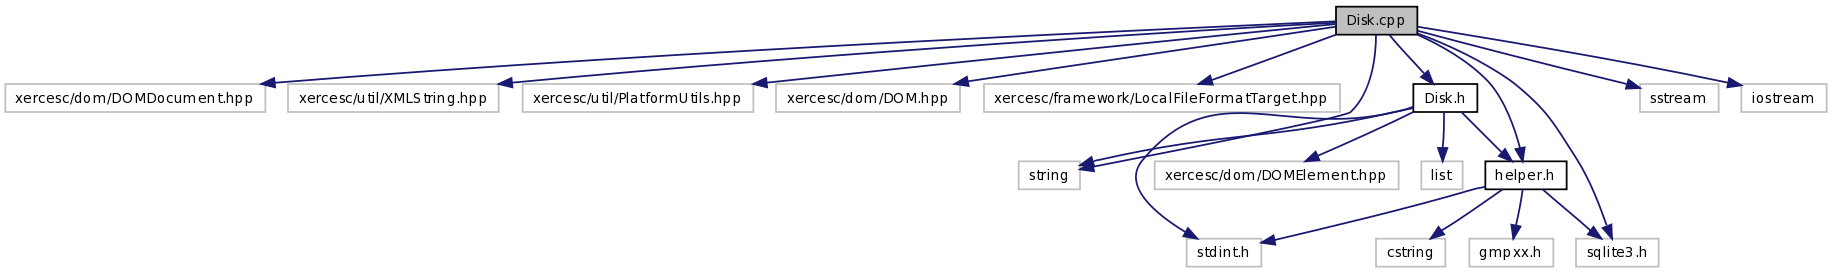 Disk.cpp
xercesc/dom/DOMDocument.hpp
xercesc/util/XMLString.hpp
xercesc/util/PlatformUtils.hpp
xercesc/dom/DOM.hpp
xercesc/framework/LocalFileFormatTarget.hpp
Disk.h
sstream
iostream
string
xercesc/dom/DOMElement.hpp
list
helper.h
stdint.h
cstring
gmpxx.h
sqlite3.h